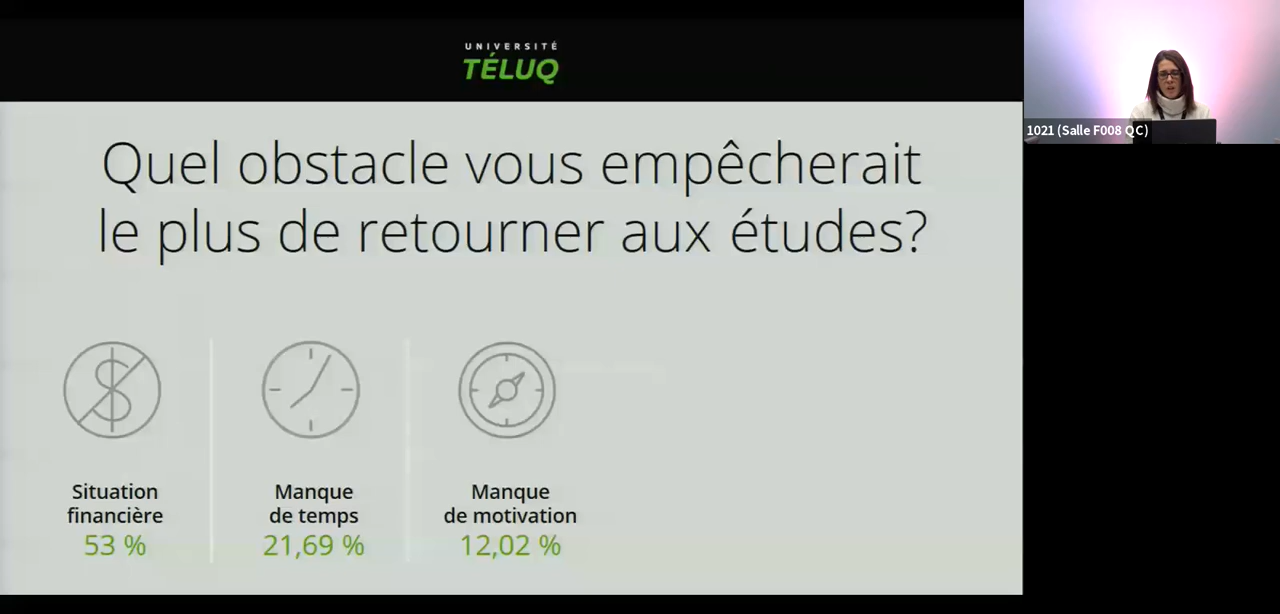 UNIVERSITÉ
TÉLUQ
Quel obstacle vous empêcherait
le plus de retourner aux études?
Situation
financière
53 %
Manque
de temps
21,69 %
Manque
de motivation
12,02 %
1021 (Salle F008 QC)